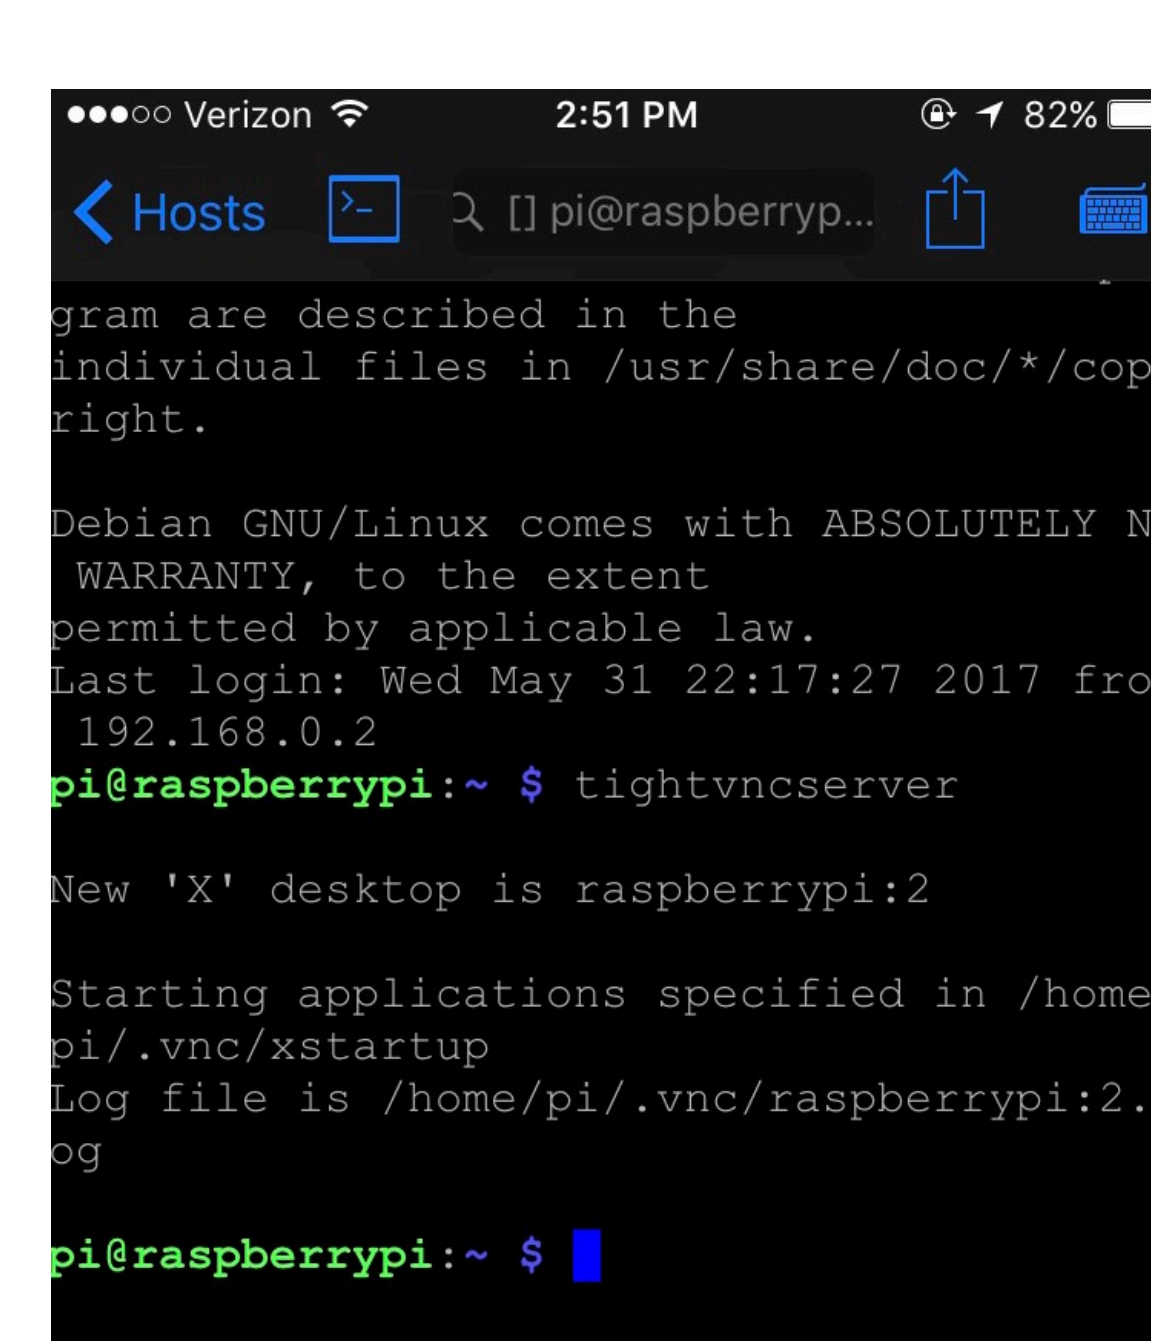 Verizon 2:51 PM 82%
Hosts >_ [] pi@raspberryp...
gram are described in the
individual files in /usr/share/doc/*/cop
right.
Debian GNU/Linux comes with ABSOLUTELY N
WARRANTY, to the extent
permitted by applicable law.
Last login: Wed May 31 22:17:27 2017 fro
192.168.0.2
pi@raspberrypi:~ $ tightvncserver
New 'X' desktop is raspberrypi:2
Starting applications specified in /home
pi/.vnc/xstartup
Log file is /home/pi/.vnc/raspberrypi:2.
og
pi@raspberrypi:~ $